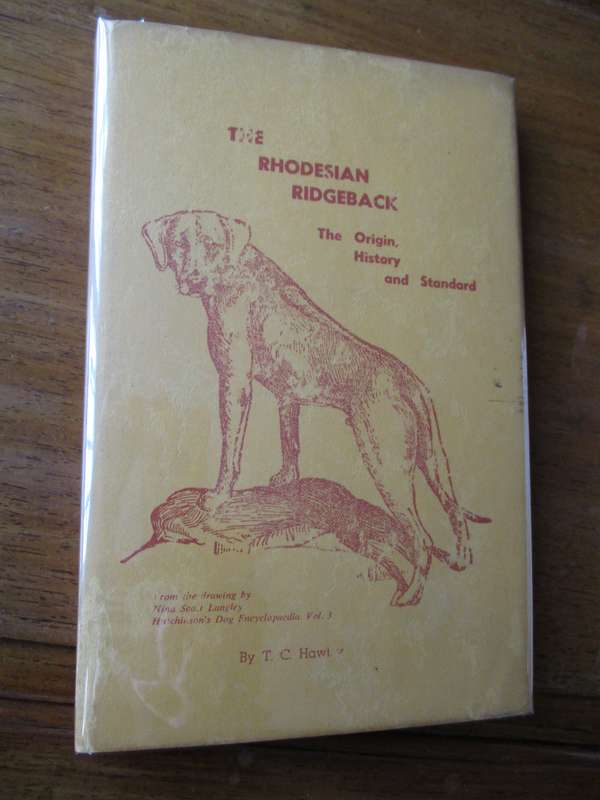 THE
RHODESIAN
RIDGEBACK
The Origin,
History
and Standard
From the drawing by
Nina Scott Langley
Hutchinson's Dog Encyclopaedia. Vol. 3
By T. C.